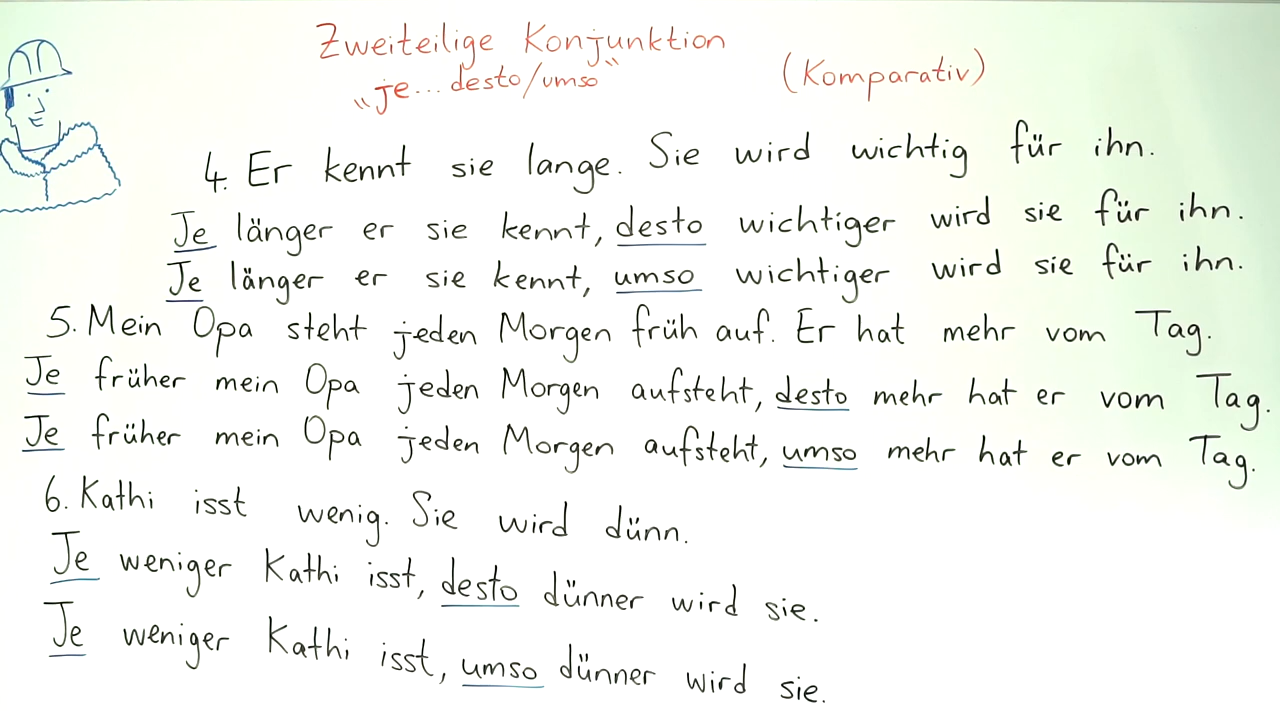 Zweiteilige Konjunktion
"je... desto/umso" (Komparativ)
4. Er kennt sie lange. Sie wird wichtig für ihn.
Je länger er sie kennt, desto wichtiger wird sie für ihn.
Je länger er sie kennt, umso wichtiger wird sie für ihn.
5. Mein Opa steht jeden Morgen früh auf. Er hat mehr vom Tag.
Je früher mein Opa jeden Morgen aufsteht, desto mehr hat er vom Tag.
Je früher mein Opa jeden Morgen aufsteht, umso mehr hat er vom Tag.
6. Kathi isst wenig. Sie wird dünn.
Je weniger Kathi isst, desto dünner wird sie.
Je weniger Kathi isst, umso dünner wird sie.